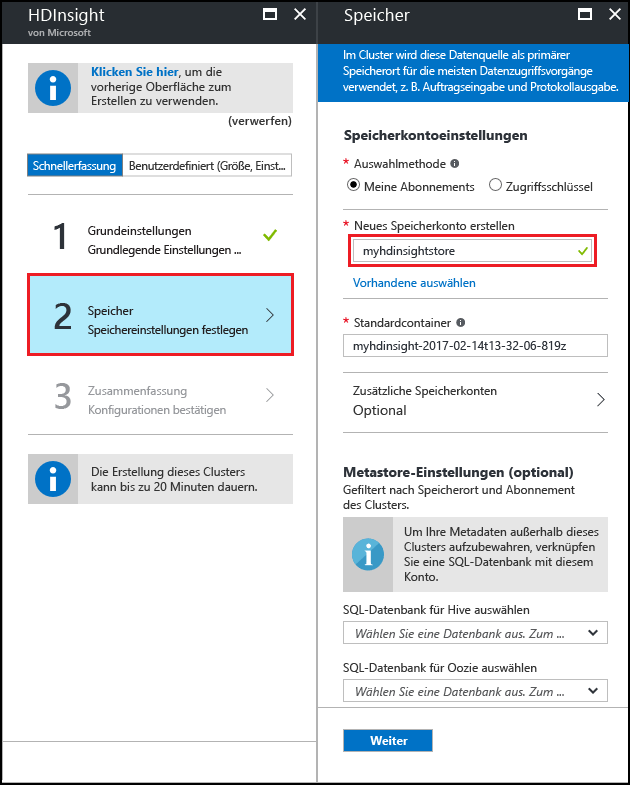 HDInsight
von Microsoft
Klicken Sie hier, um die
vorherige Oberfläche zum
Erstellen zu verwenden.
(verwerfen)
Schnellerfassung
Benutzerdefiniert (Größe, Einst...
1
Grundeinstellungen
Grundlegende Einstellungen ...
2
Speicher
Speichereinstellungen festlegen
3
Zusammenfassung
Konfigurationen bestätigen
Die Erstellung dieses Clusters
kann bis zu 20 Minuten dauern.
Speicher
Im Cluster wird diese Datenquelle als primärer
Speicherort für die meisten Datenzugriffsvorgänge
verwendet, z. B. Auftragseingabe und Protokollausgabe.
Speicherkontoeinstellungen
* Auswahlmethode
Meine Abonnements
Zugriffsschlüssel
* Neues Speicherkonto erstellen
myhdinsightstore
Vorhandene auswählen
* Standardcontainer
myhdinsight-2017-02-14t13-32-06-819z
Zusätzliche Speicherkonten
Optional
Metastore-Einstellungen (optional)
Gefiltert nach Speicherort und Abonnement
des Clusters.
Um Ihre Metadaten außerhalb dieses
Clusters aufzubewahren, verknüpfen
Sie eine SQL-Datenbank mit diesem
Konto.
SQL-Datenbank für Hive auswählen
Wählen Sie eine Datenbank aus. Zum ...
SQL-Datenbank für Oozie auswählen
Wählen Sie eine Datenbank aus. Zum ...
Weiter